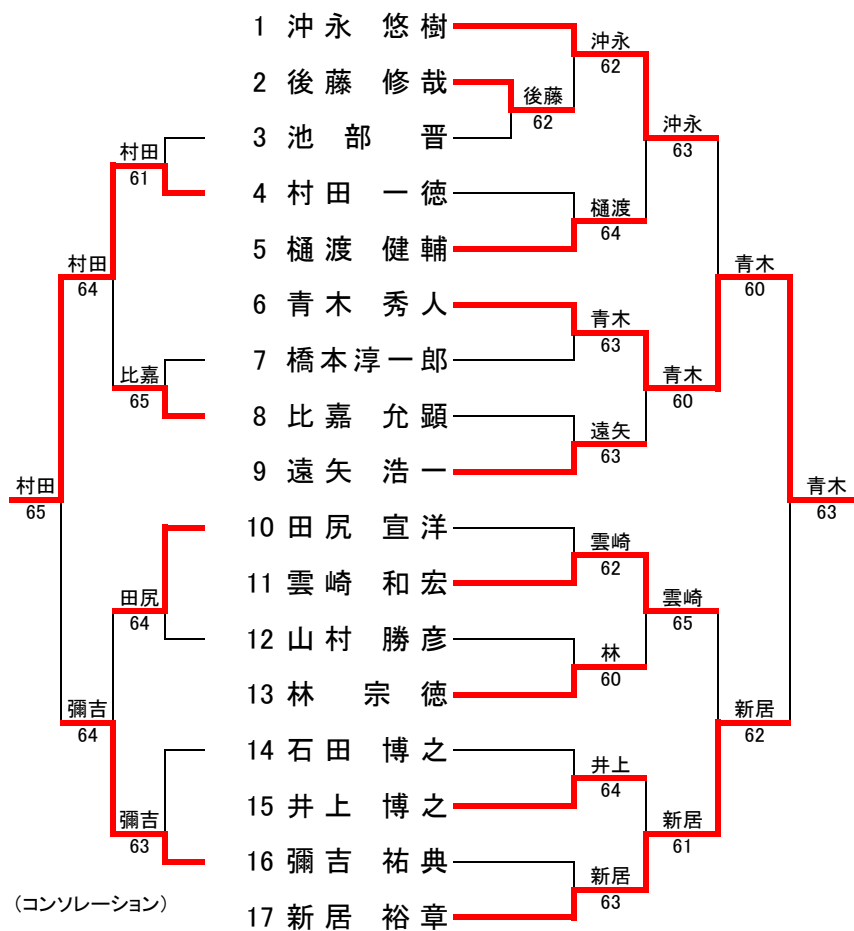 1 沖永 悠樹
2 後藤 修哉
3 池部 晋
4 村田 一徳
5 樋渡 健輔
6 青木 秀人
7 橋本淳一郎
8 比嘉 允顕
9 遠矢 浩一
10 田尻 宣洋
11 雲崎 和宏
12 山村 勝彦
13 林 宗徳
14 石田 博之
15 井上 博之
16 彌吉 祐典
17 新居 裕章
村田
61
比嘉
65
田尻
64
彌吉
63
村田
64
彌吉
64
村田
65
(コンソレーション)
後藤
62
沖永
62
樋渡
64
青木
63
遠矢
63
雲崎
62
林
60
井上
64
新居
63
沖永
63
青木
60
雲崎
65
新居
61
青木
60
新居
62
青木
63